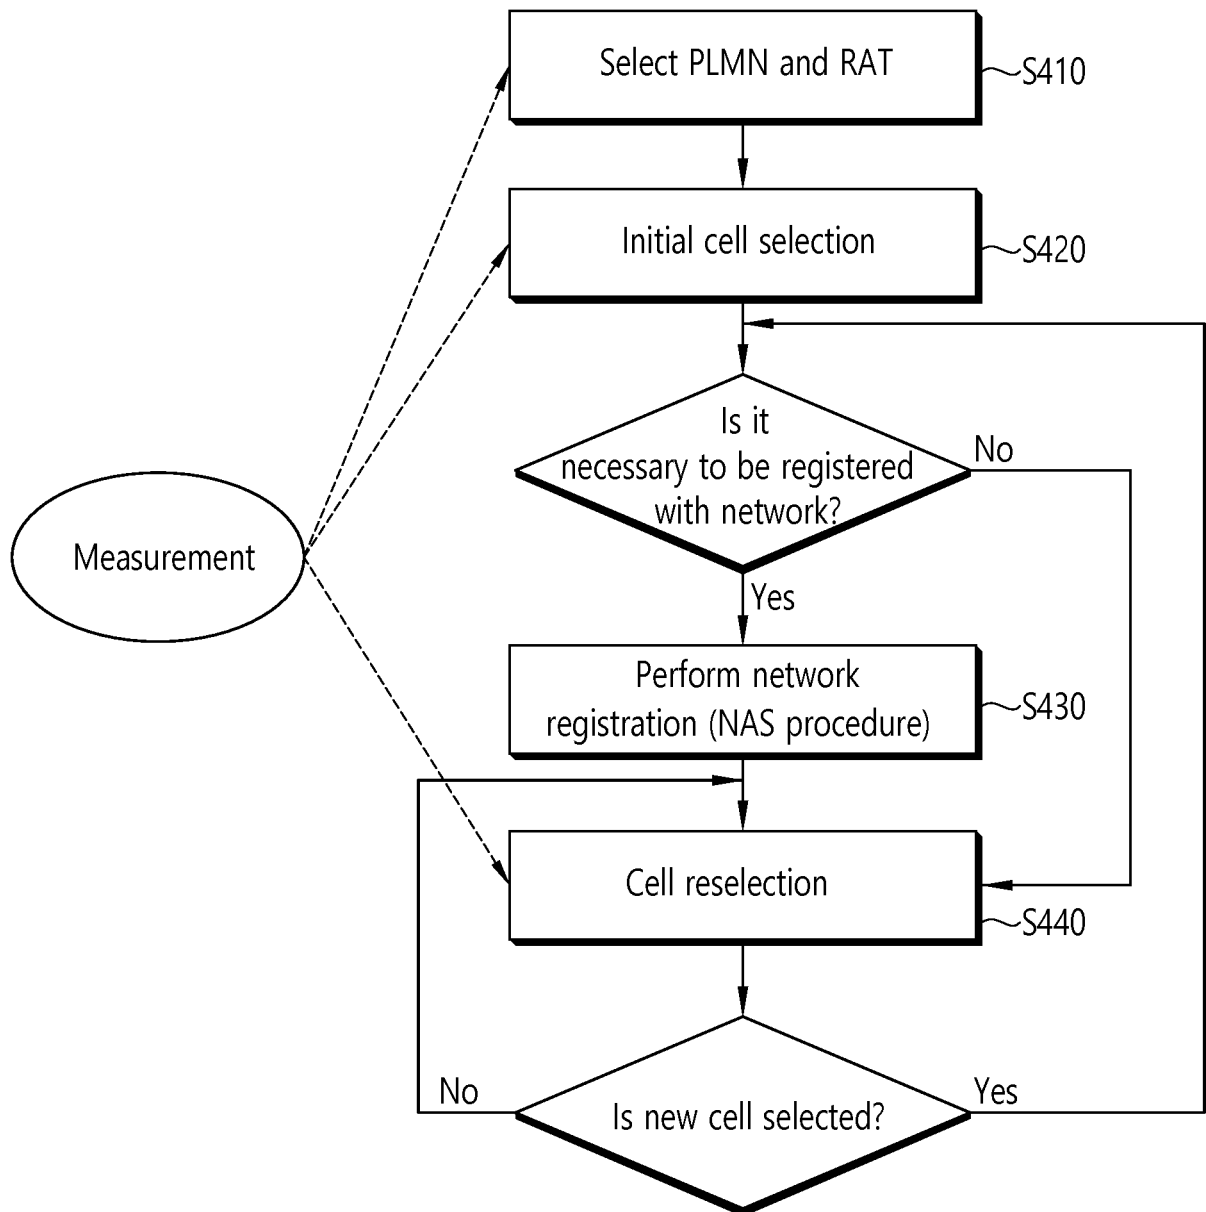 Select PLMN and RAT
S410
Initial cell selection
S420
Is it
necessary to be registered
with network?
No
Yes
Measurement
Perform network
registration (NAS procedure)
S430
Cell reselection
S440
No
Is new cell selected?
Yes